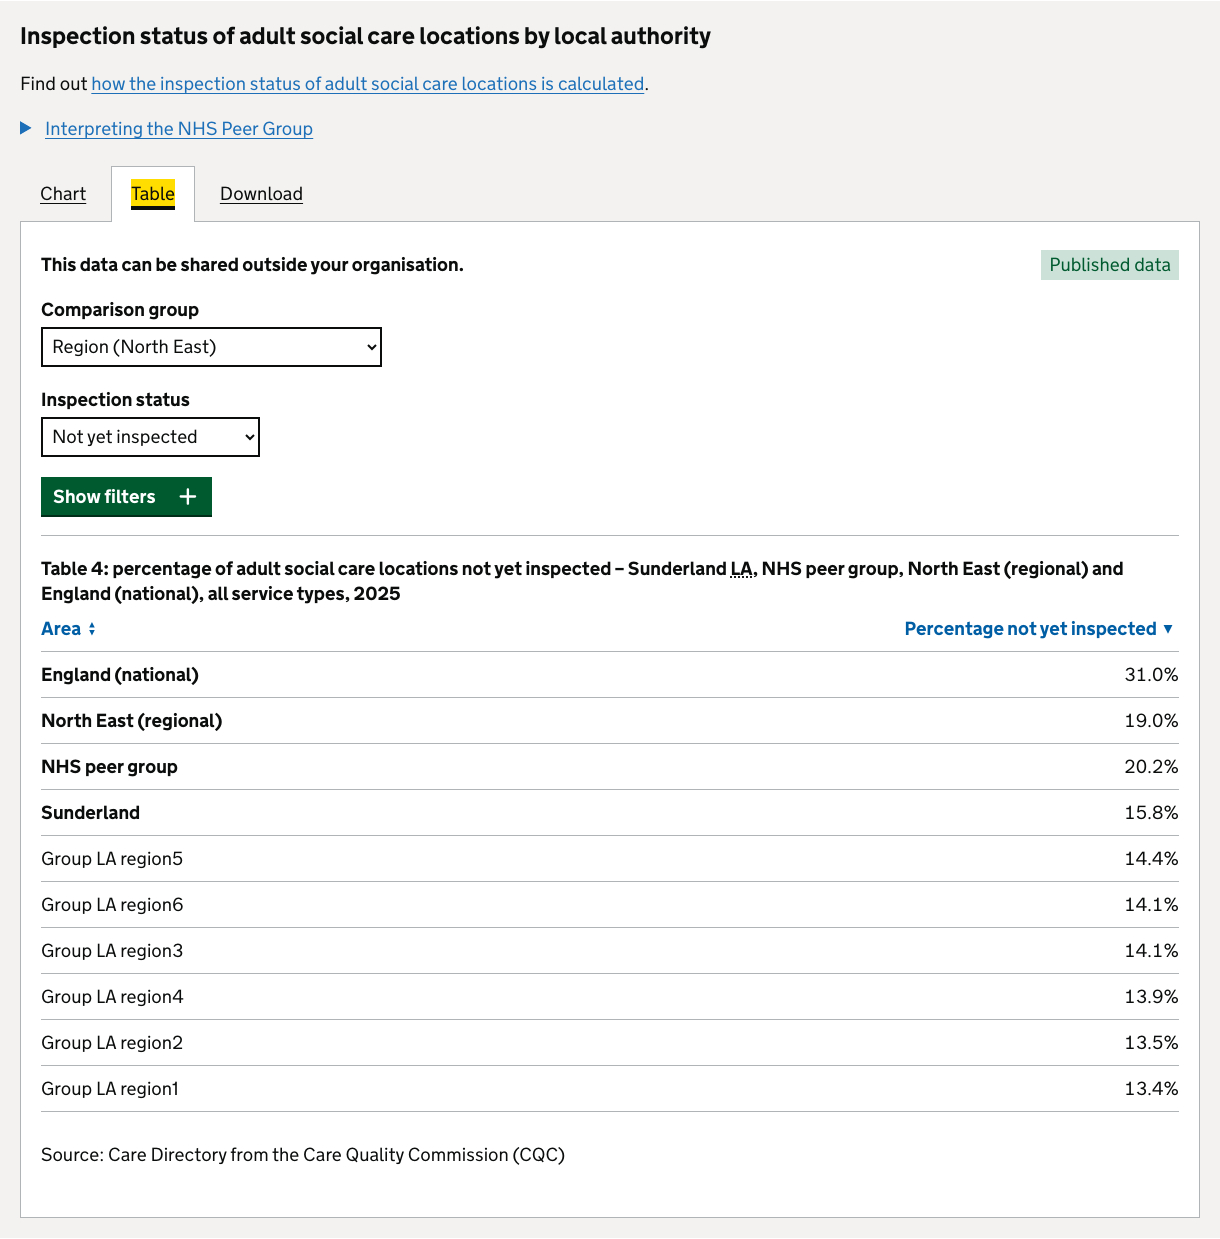 Inspection status of adult social care locations by local authority
Find out how the inspection status of adult social care locations is calculated.
Interpreting the NHS Peer Group
Chart
Table
Download
This data can be shared outside your organisation.
Published data
Comparison group
Region (North East)
Inspection status
Not yet inspected
Show filters +
Table 4: percentage of adult social care locations not yet inspected – Sunderland LA, NHS peer group, North East (regional) and
England (national), all service types, 2025
Area Percentage not yet inspected
England (national) 31.0%
North East (regional) 19.0%
NHS peer group 20.2%
Sunderland 15.8%
Group LA region5 14.4%
Group LA region6 14.1%
Group LA region3 14.1%
Group LA region4 13.9%
Group LA region2 13.5%
Group LA region1 13.4%
Source: Care Directory from the Care Quality Commission (CQC)